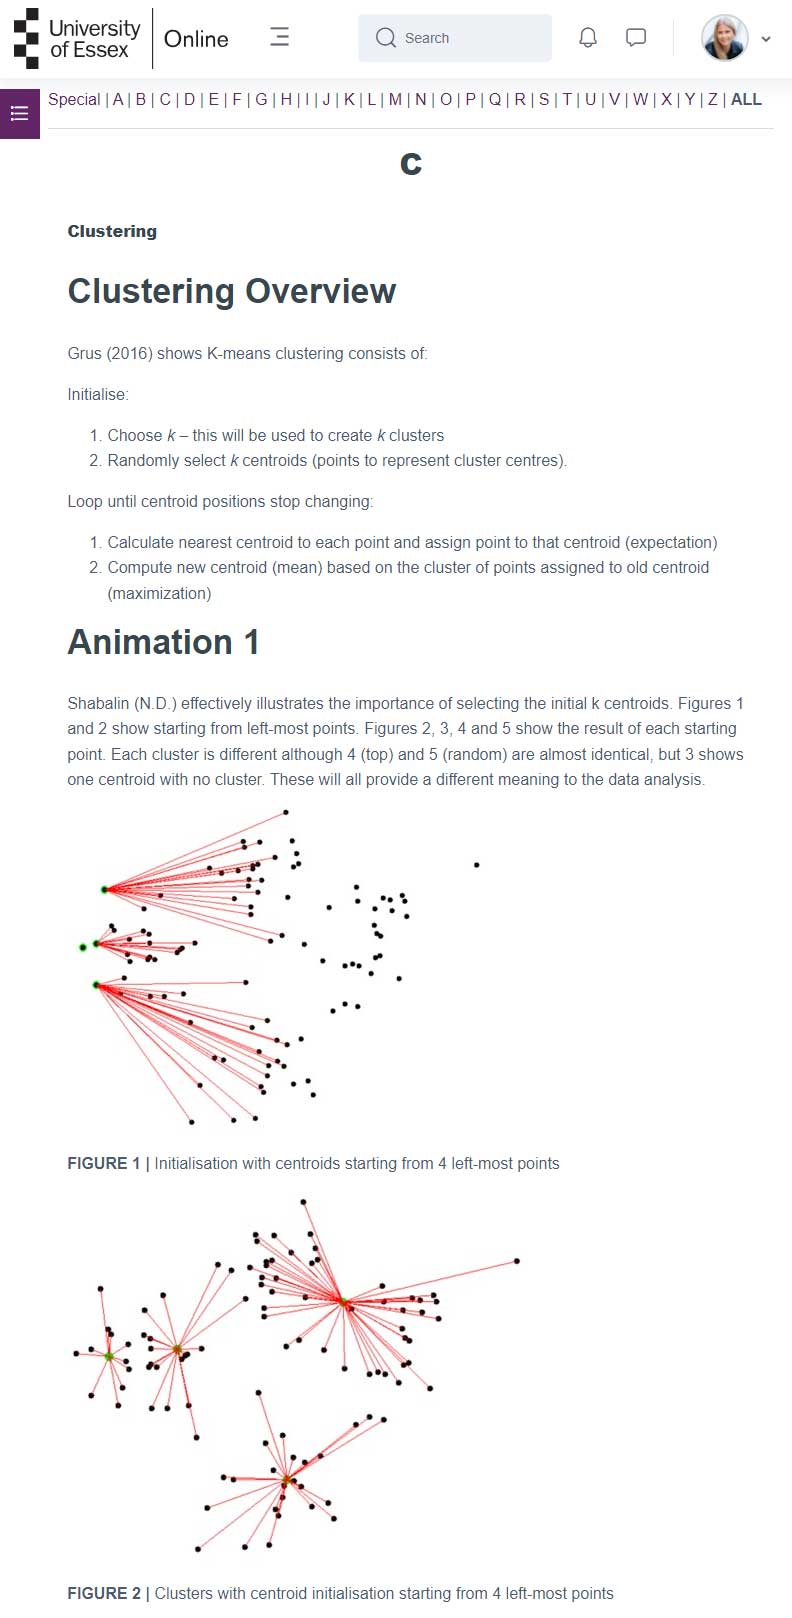 University
of Essex
Online
Search
Special | A | B | C | D | E | F | G | H | I | J | K | L | M | N | O | P | Q | R | S | T | U | V | W | X | Y | Z | ALL
C
Clustering
Clustering Overview
Grus (2016) shows K-means clustering consists of:
Initialise:
1. Choose k – this will be used to create k clusters
2. Randomly select k centroids (points to represent cluster centres).
Loop until centroid positions stop changing:
1. Calculate nearest centroid to each point and assign point to that centroid (expectation)
2. Compute new centroid (mean) based on the cluster of points assigned to old centroid
(maximization)
Animation 1
Shabalin (N.D.) effectively illustrates the importance of selecting the initial k centroids. Figures 1
and 2 show starting from left-most points. Figures 2, 3, 4 and 5 show the result of each starting
point. Each cluster is different although 4 (top) and 5 (random) are almost identical, but 3 shows
one centroid with no cluster. These will all provide a different meaning to the data analysis.
FIGURE 1 | Initialisation with centroids starting from 4 left-most points
FIGURE 2 | Clusters with centroid initialisation starting from 4 left-most points